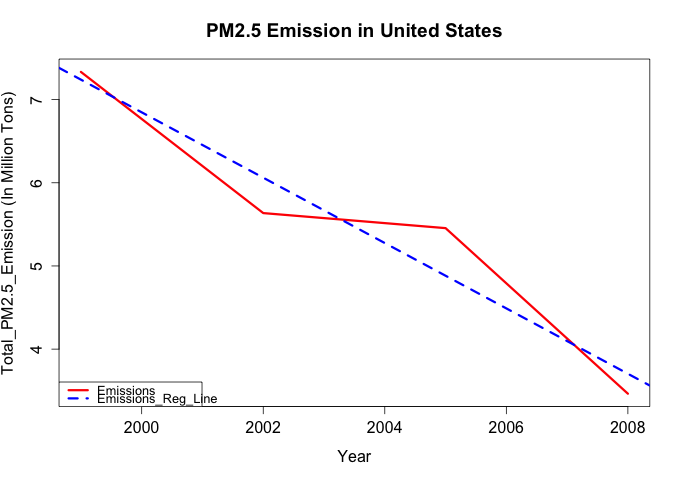 PM2.5 Emission in United States
Total_PM2.5_Emission (In Million Tons)
7
6
5
4
Emissions
Emissions_Reg_Line
2000 2002 2004 2006 2008
Year